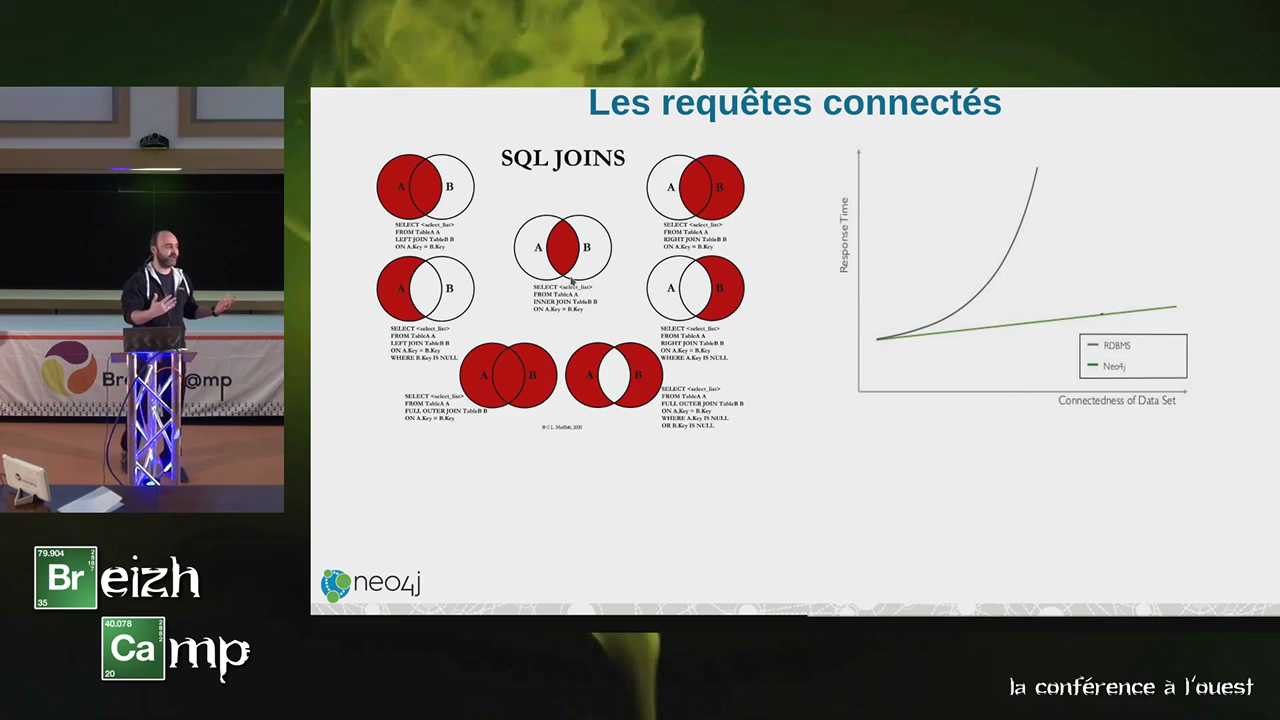 Les requêtes connectés
SQL JOINS
A
B
SELECT <select_list>
FROM TableA A
LEFT JOIN TableB B
ON A.Key = B.Key
A
B
SELECT <select_list>
FROM TableA A
RIGHT JOIN TableB B
ON A.Key = B.Key
A
B
SELECT <select_list>
FROM TableA A
INNER JOIN TableB B
ON A.Key = B.Key
A
B
SELECT <select_list>
FROM TableA A
LEFT JOIN TableB B
ON A.Key = B.Key
WHERE B.Key IS NULL
A
B
SELECT <select_list>
FROM TableA A
RIGHT JOIN TableB B
ON A.Key = B.Key
WHERE A.Key IS NULL
A
B
SELECT <select_list>
FROM TableA A
FULL OUTER JOIN TableB B
ON A.Key = B.Key
A
B
SELECT <select_list>
FROM TableA A
FULL OUTER JOIN TableB B
ON A.Key = B.Key
WHERE A.Key IS NULL
OR B.Key IS NULL
© C.L. Moffatt, 2008
Response Time
RDBMS
Neo4j
Connectedness of Data Set
neo4j
79.904
Breizh
35
40.078
Camp
20
la conférence à l'ouest